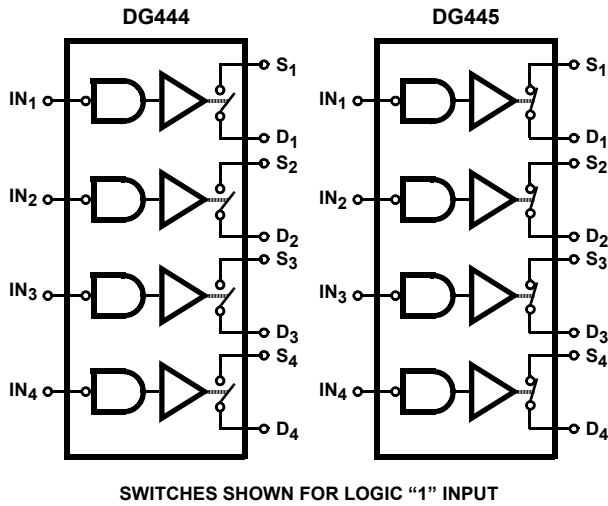 DG444
DG445
S1
IN1
D1
S2
IN2
D2
S3
IN3
D3
S4
IN4
D4
S1
IN1
D1
S2
IN2
D2
S3
IN3
D3
S4
IN4
D4
SWITCHES SHOWN FOR LOGIC “1” INPUT